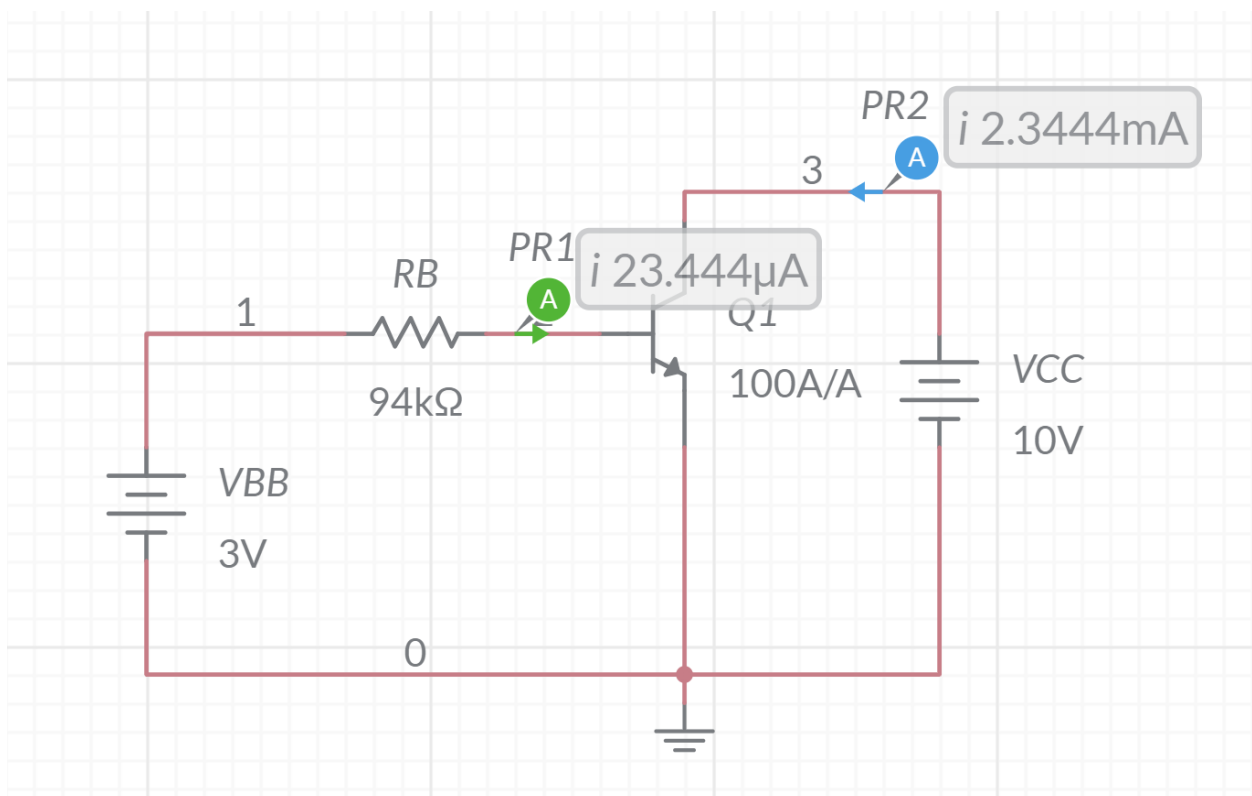 PR2
i 2.3444mA
A
3
PR1
i 23.444µA
RB
A
1
Q1
VCC
100A/A
94kΩ
10V
VBB
3V
0